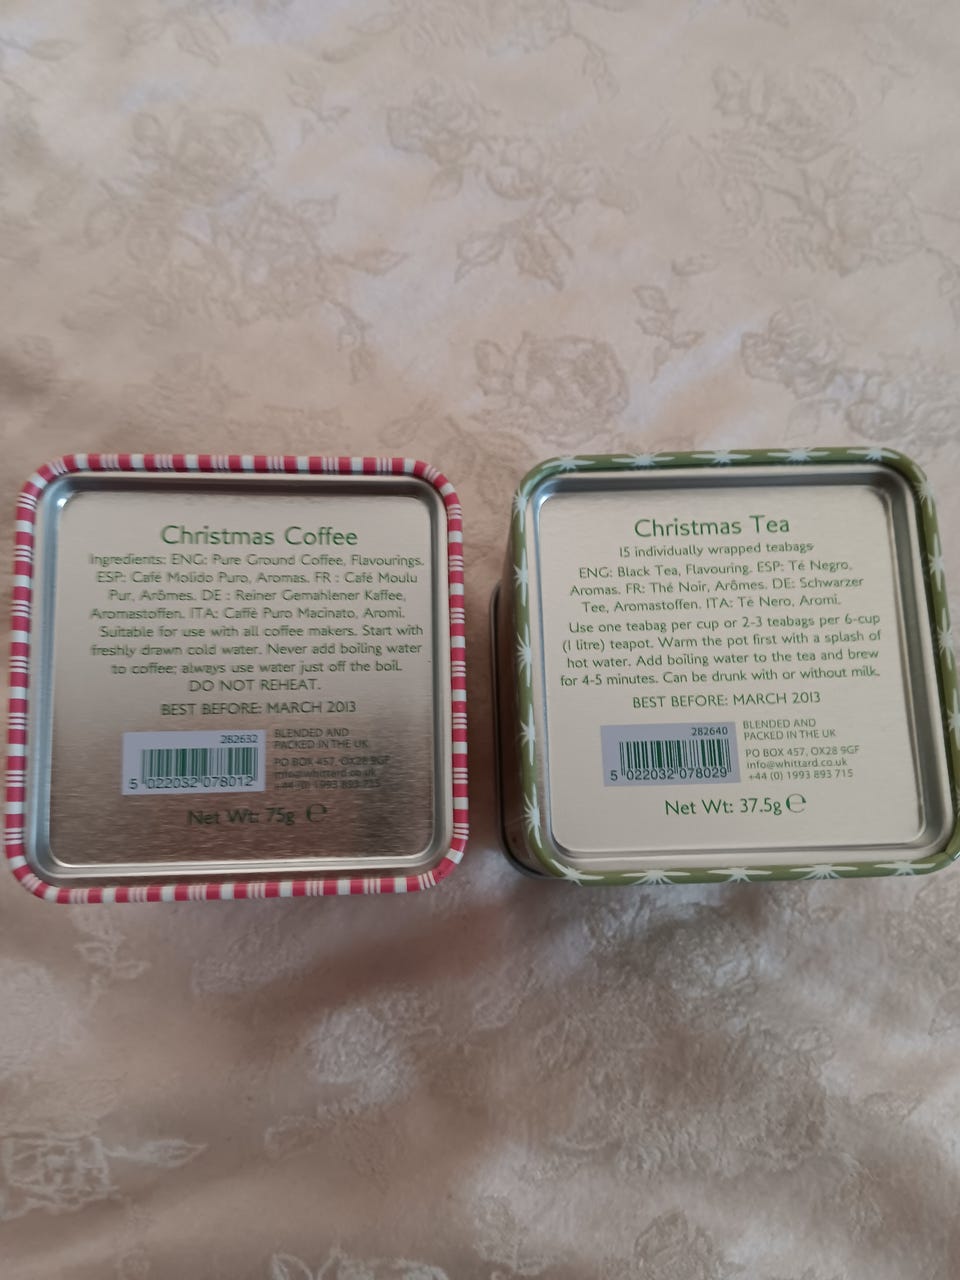 Christmas Coffee
Ingredients: ENG: Pure Ground Coffee, Flavourings.
ESP: Café Molido Puro, Aromas. FR : Café Moulu
Pur, Arômes. DE : Reiner Gemahlener Kaffee,
Aromastoffen. ITA: Caffè Puro Macinato, Aromi.
Suitable for use with all coffee makers. Start with
freshly drawn cold water. Never add boiling water
to coffee; always use water just off the boil.
DO NOT REHEAT.
BEST BEFORE: MARCH 2013
282632
5 022032 078012
BLENDED AND
PACKED IN THE UK
PO BOX 457, OX28 9GF
info@whittard.co.uk
+44 (0) 1993 893 715
Net Wt: 75g ℮
Christmas Tea
15 individually wrapped teabags
ENG: Black Tea, Flavouring. ESP: Té Negro,
Aromas. FR: Thé Noir, Arômes. DE: Schwarzer
Tee, Aromastoffen. ITA: Tè Nero, Aromi.
Use one teabag per cup or 2-3 teabags per 6-cup
(1 litre) teapot. Warm the pot first with a splash of
hot water. Add boiling water to the tea and brew
for 4-5 minutes. Can be drunk with or without milk.
BEST BEFORE: MARCH 2013
282640
5 022032 078029
BLENDED AND
PACKED IN THE UK
PO BOX 457, OX28 9GF
info@whittard.co.uk
+44 (0) 1993 893 715
Net Wt: 37.5g ℮